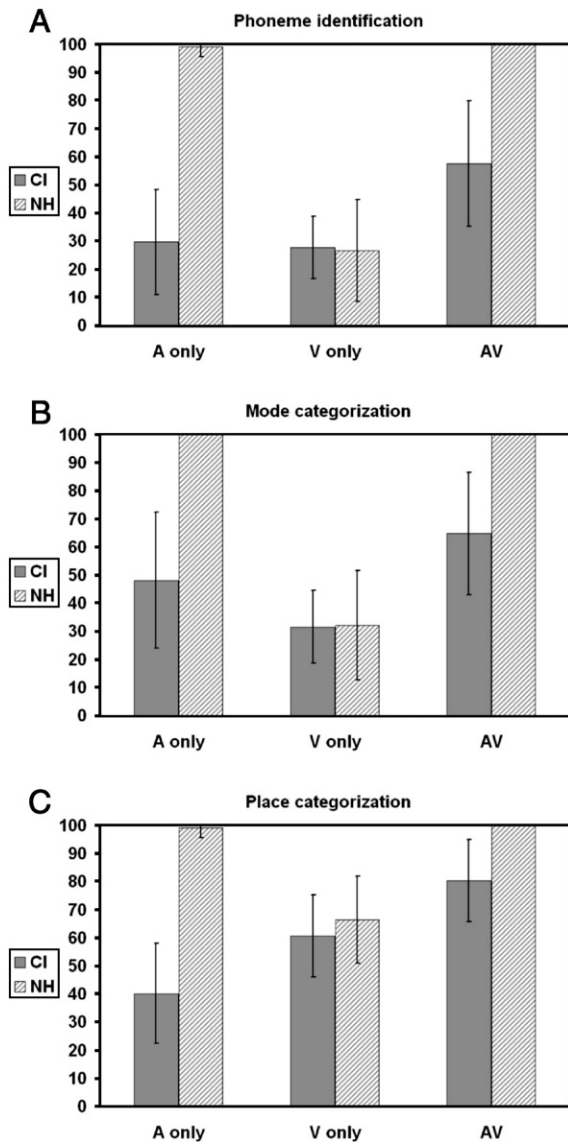 A
Phoneme identification
100
90
80
70
60
50
40
30
20
10
0
CI
NH
A only V only AV
B
Mode categorization
100
90
80
70
60
50
40
30
20
10
0
CI
NH
A only V only AV
C
Place categorization
100
90
80
70
60
50
40
30
20
10
0
CI
NH
A only V only AV